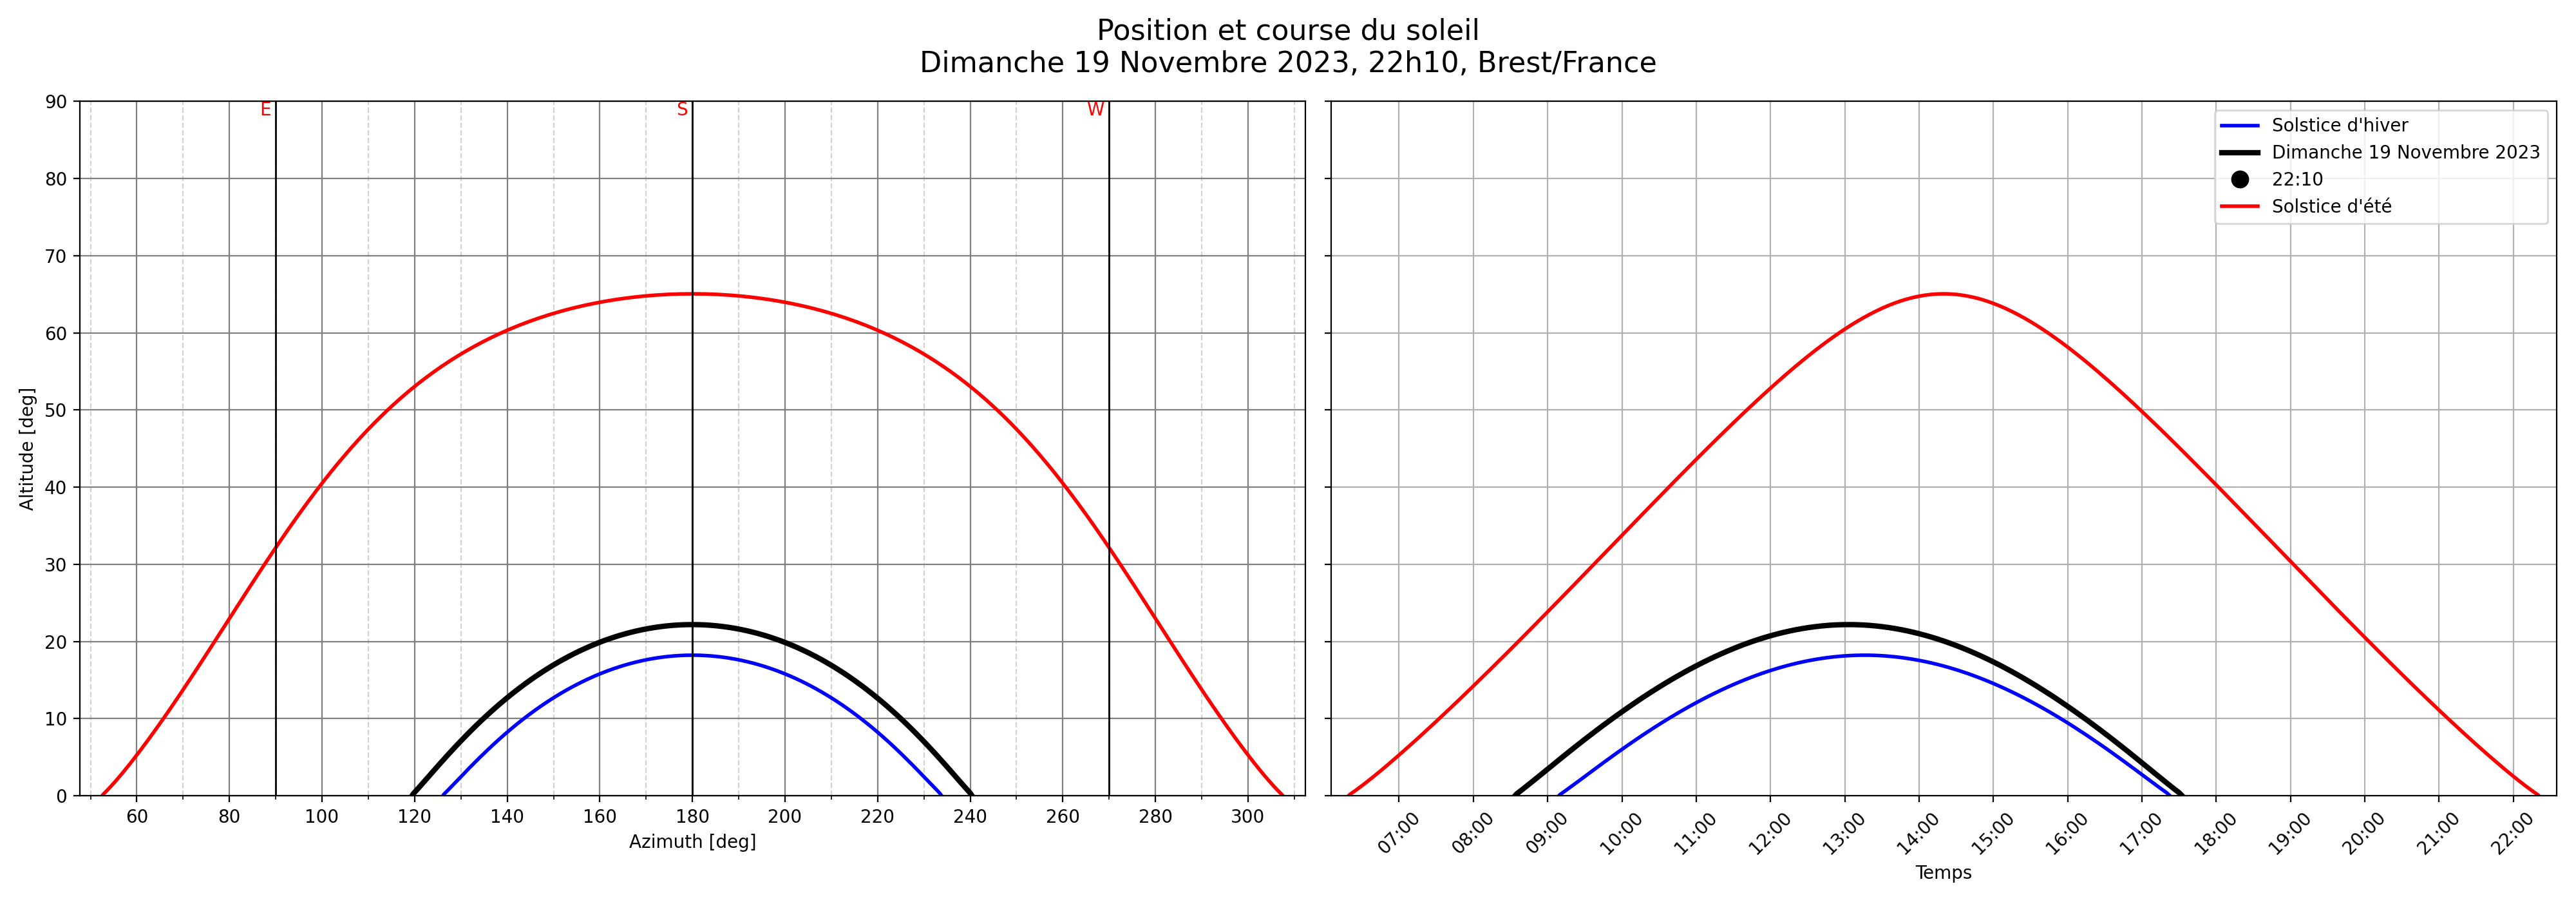 Position et course du soleil
Dimanche 19 Novembre 2023, 22h10, Brest/France
E
S
W
90
80
70
60
50
40
30
20
10
0
Altitude [deg]
60 80 100 120 140 160 180 200 220 240 260 280 300
Azimuth [deg]
Solstice d'hiver
Dimanche 19 Novembre 2023
22:10
Solstice d'été
07:00 08:00 09:00 10:00 11:00 12:00 13:00 14:00 15:00 16:00 17:00 18:00 19:00 20:00 21:00 22:00
Temps